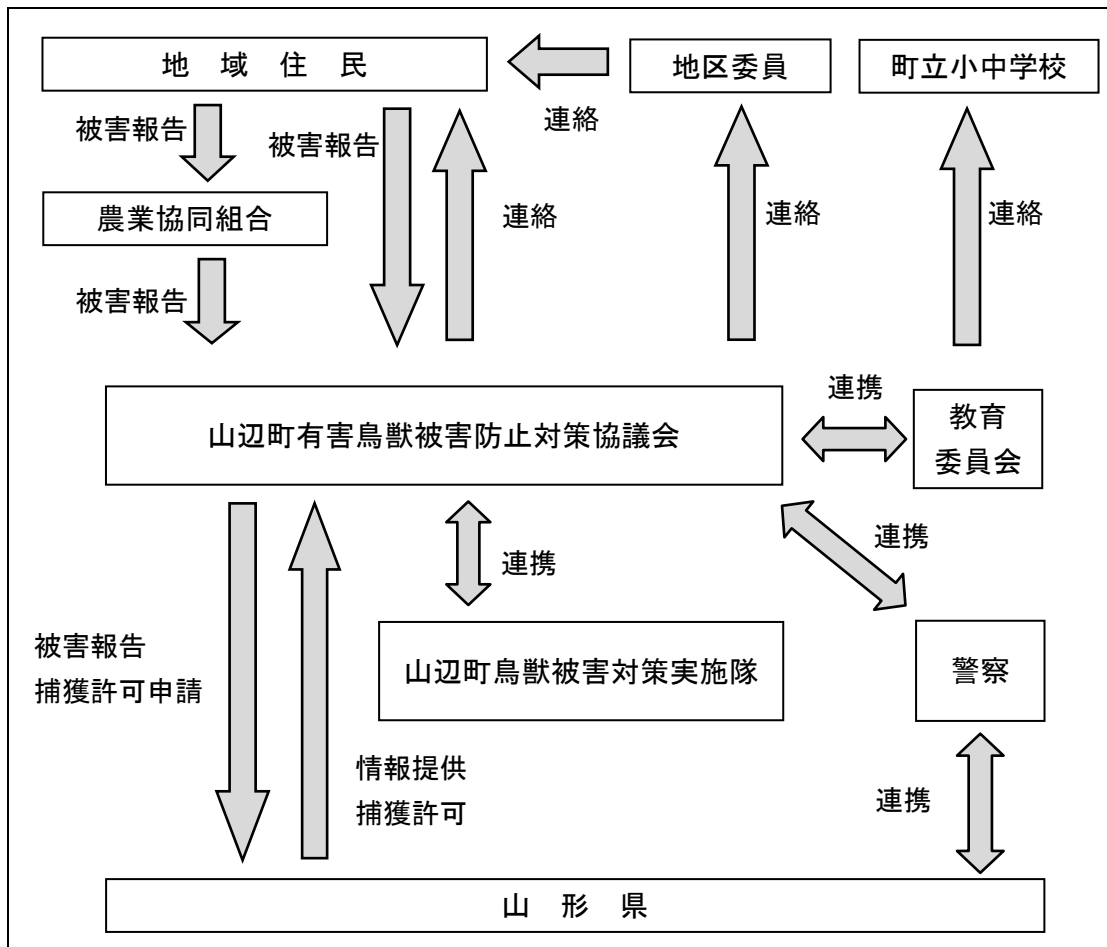 地 域 住 民
地区委員
町立小中学校
連絡
被害報告
被害報告
連絡
連絡
連絡
農業協同組合
被害報告
連携
山辺町有害鳥獣被害防止対策協議会
教育
委員会
連携
連携
被害報告
捕獲許可申請
山辺町鳥獣被害対策実施隊
警察
情報提供
捕獲許可
連携
山 形 県